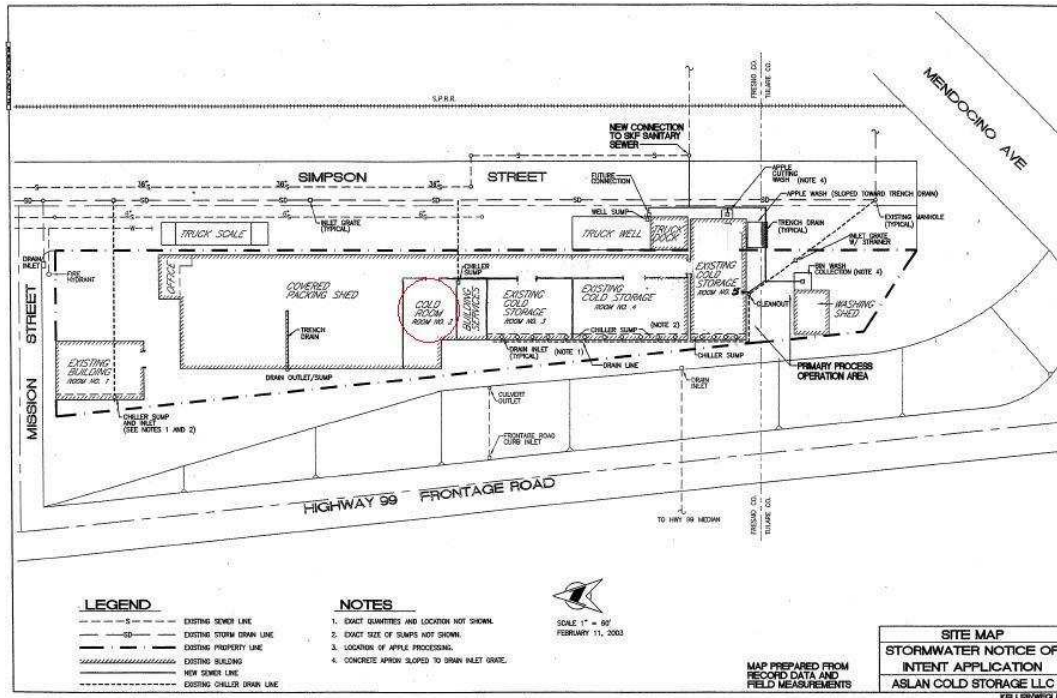 MENDOCINO AVE
FRESNO CO.
TULARE CO.
S.P.R.R.
NEW CONNECTION
TO SKF SANITARY
SEWER
SIMPSON STREET
36"
36"
36"
FUTURE
CONNECTION
APPLE
CUTTING
WASH (NOTE 4)
APPLE WASH (SLOPED TOWARD TRENCH DRAIN)
WELL SUMP
TRENCH DRAIN
(TYPICAL)
EXISTING
MANHOLE
INLET GRATE
(TYPICAL)
INLET GRATE
W/ STRAINER
TRUCK SCALE
TRUCK WELL
TRUCK
DOCK
DRAIN
INLET
FIRE
HYDRANT
OFFICE
COVERED
PACKING SHED
CHILLER
SUMP
COLD
ROOM
ROOM NO. 2
BUILDING
SERVICES
EXISTING
COLD
STORAGE
ROOM NO. 3
EXISTING
COLD STORAGE
ROOM NO. 4
EXISTING
COLD
STORAGE
ROOM NO. 5
BIN WASH
COLLECTION (NOTE 4)
CLEANOUT
WASHING
SHED
TRENCH
DRAIN
CHILLER SUMP (NOTE 2)
DRAIN INLET
(TYPICAL) (NOTE 1)
DRAIN LINE
CHILLER SUMP
DRAIN OUTLET/SUMP
PRIMARY PROCESS
OPERATION AREA
EXISTING
BUILDING
ROOM NO. 1
MISSION STREET
CHILLER SUMP
AND INLET
(SEE NOTES 1 AND 2)
CULVERT
OUTLET
DRAIN
INLET
FRONTAGE ROAD
CURB INLET
HIGHWAY 99 FRONTAGE ROAD
TO HWY 99 MEDIAN
FRESNO CO.
TULARE CO.
LEGEND
S EXISTING SEWER LINE
SD EXISTING STORM DRAIN LINE
EXISTING PROPERTY LINE
EXISTING BUILDING
NEW SEWER LINE
EXISTING CHILLER DRAIN LINE
NOTES
1. EXACT QUANTITIES AND LOCATION NOT SHOWN.
2. EXACT SIZE OF SUMPS NOT SHOWN.
3. LOCATION OF APPLE PROCESSING.
4. CONCRETE APRON SLOPED TO DRAIN INLET GRATE.
SCALE 1" = 60'
FEBRUARY 11, 2003
MAP PREPARED FROM
RECORD DATA AND
FIELD MEASUREMENTS
SITE MAP
STORMWATER NOTICE OF
INTENT APPLICATION
ASLAN COLD STORAGE LLC